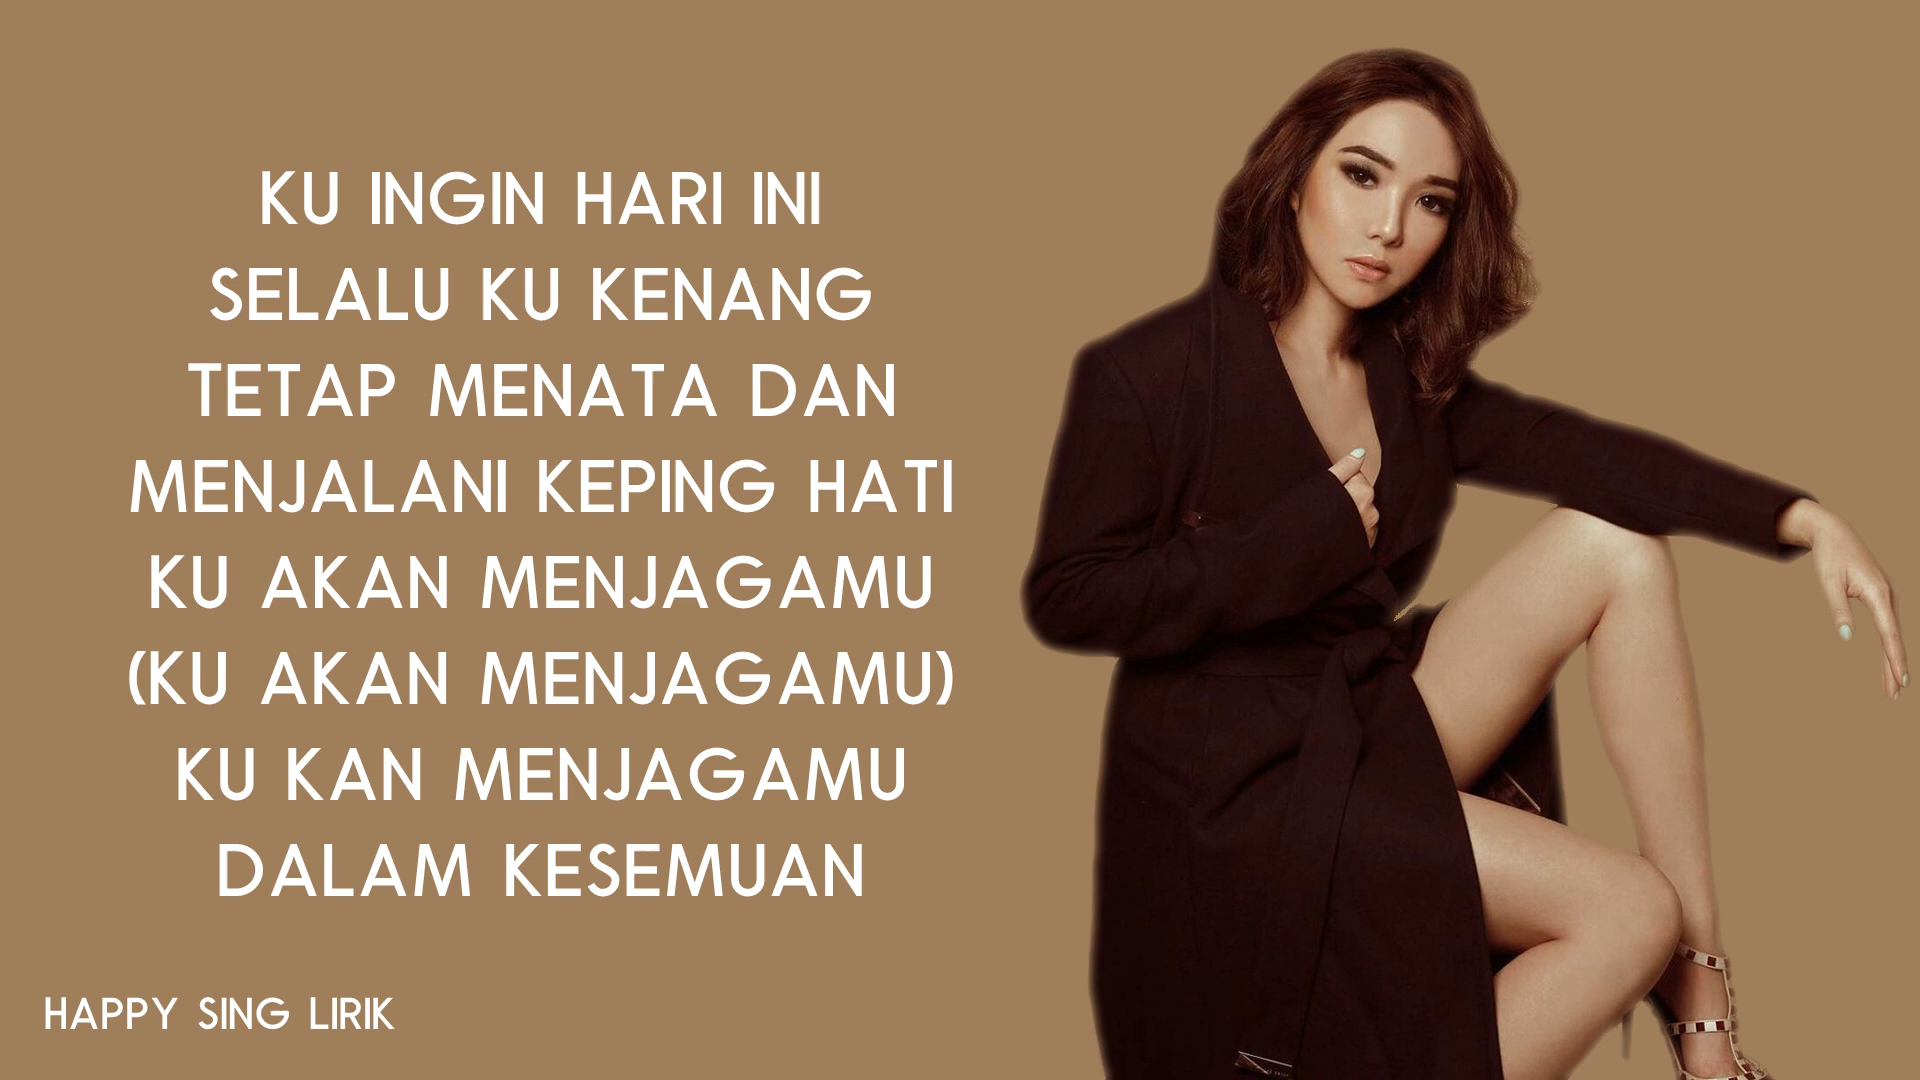 KU INGIN HARI INI
SELALU KU KENANG
TETAP MENATA DAN
MENJALANI KEPING HATI
KU AKAN MENJAGAMU
(KU AKAN MENJAGAMU)
KU KAN MENJAGAMU
DALAM KESEMUAN
HAPPY SING LIRIK